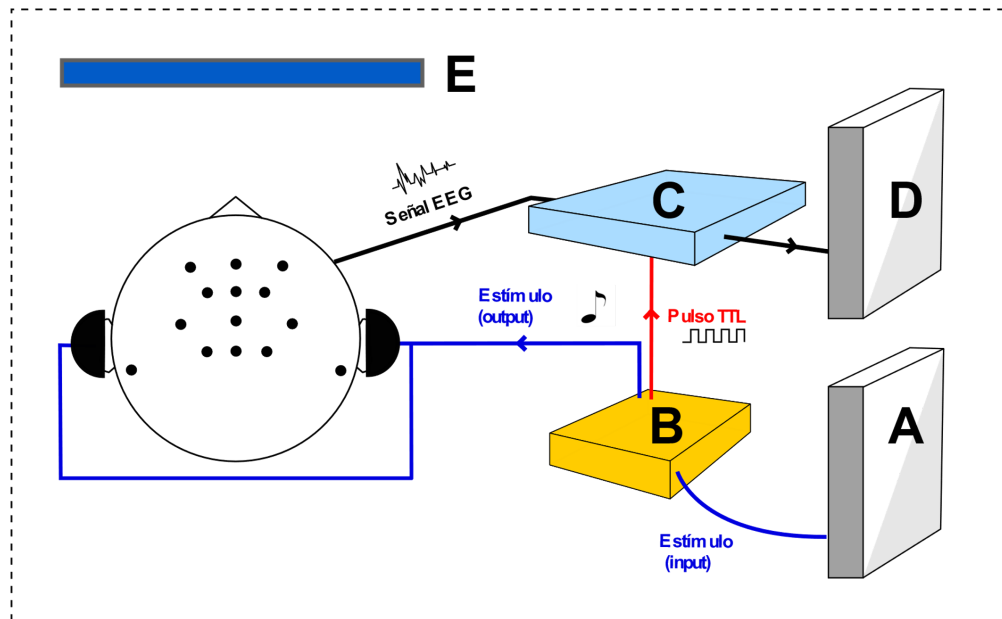 E
Señal EEG
C
D
Estímulo
(output)
Pulso TTL
B
A
Estímulo
(input)